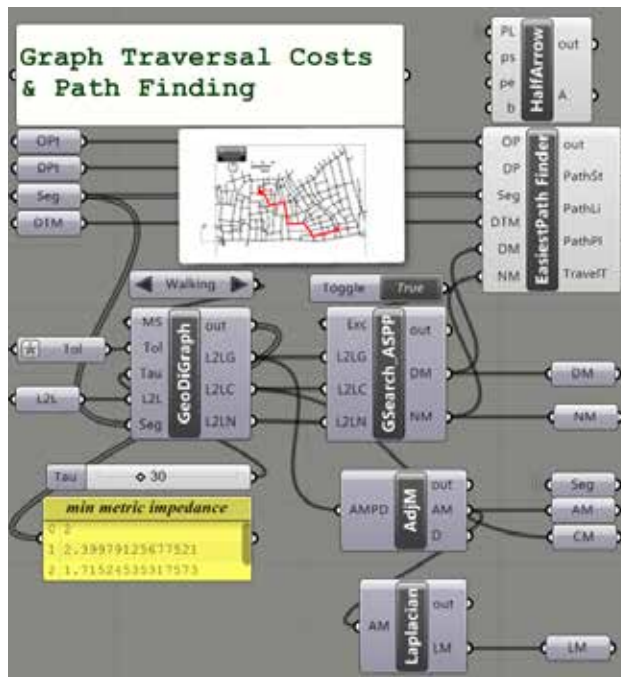 Graph Traversal Costs
& Path Finding
PL
ps
pe
b
HalfArrow
out
A
OPt
DPt
Seg
DTM
OP
DP
Seg
DTM
DM
NM
EasiestPath Finder
out
PathSt
PathLi
PathPl
TravelT
Walking
Toggle
True
Tol
L2L
MS
Tol
Tau
L2L
Seg
GeoDiGraph
out
L2LG
L2LC
L2LN
Exc
L2LG
L2LC
L2LN
GSearch_ASPP
out
DM
NM
DM
NM
Tau
30
min metric impedance
0 2
1 2.39979125677521
2 1.71524535317573
AMPD
AdjM
out
AM
D
Seg
AM
CM
AM
Laplacian
out
LM
LM